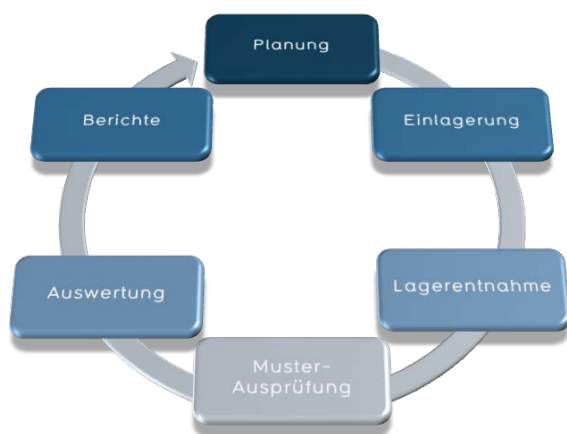 Planung
Einlagerung
Lagerentnahme
Muster-
Ausprüfung
Auswertung
Berichte